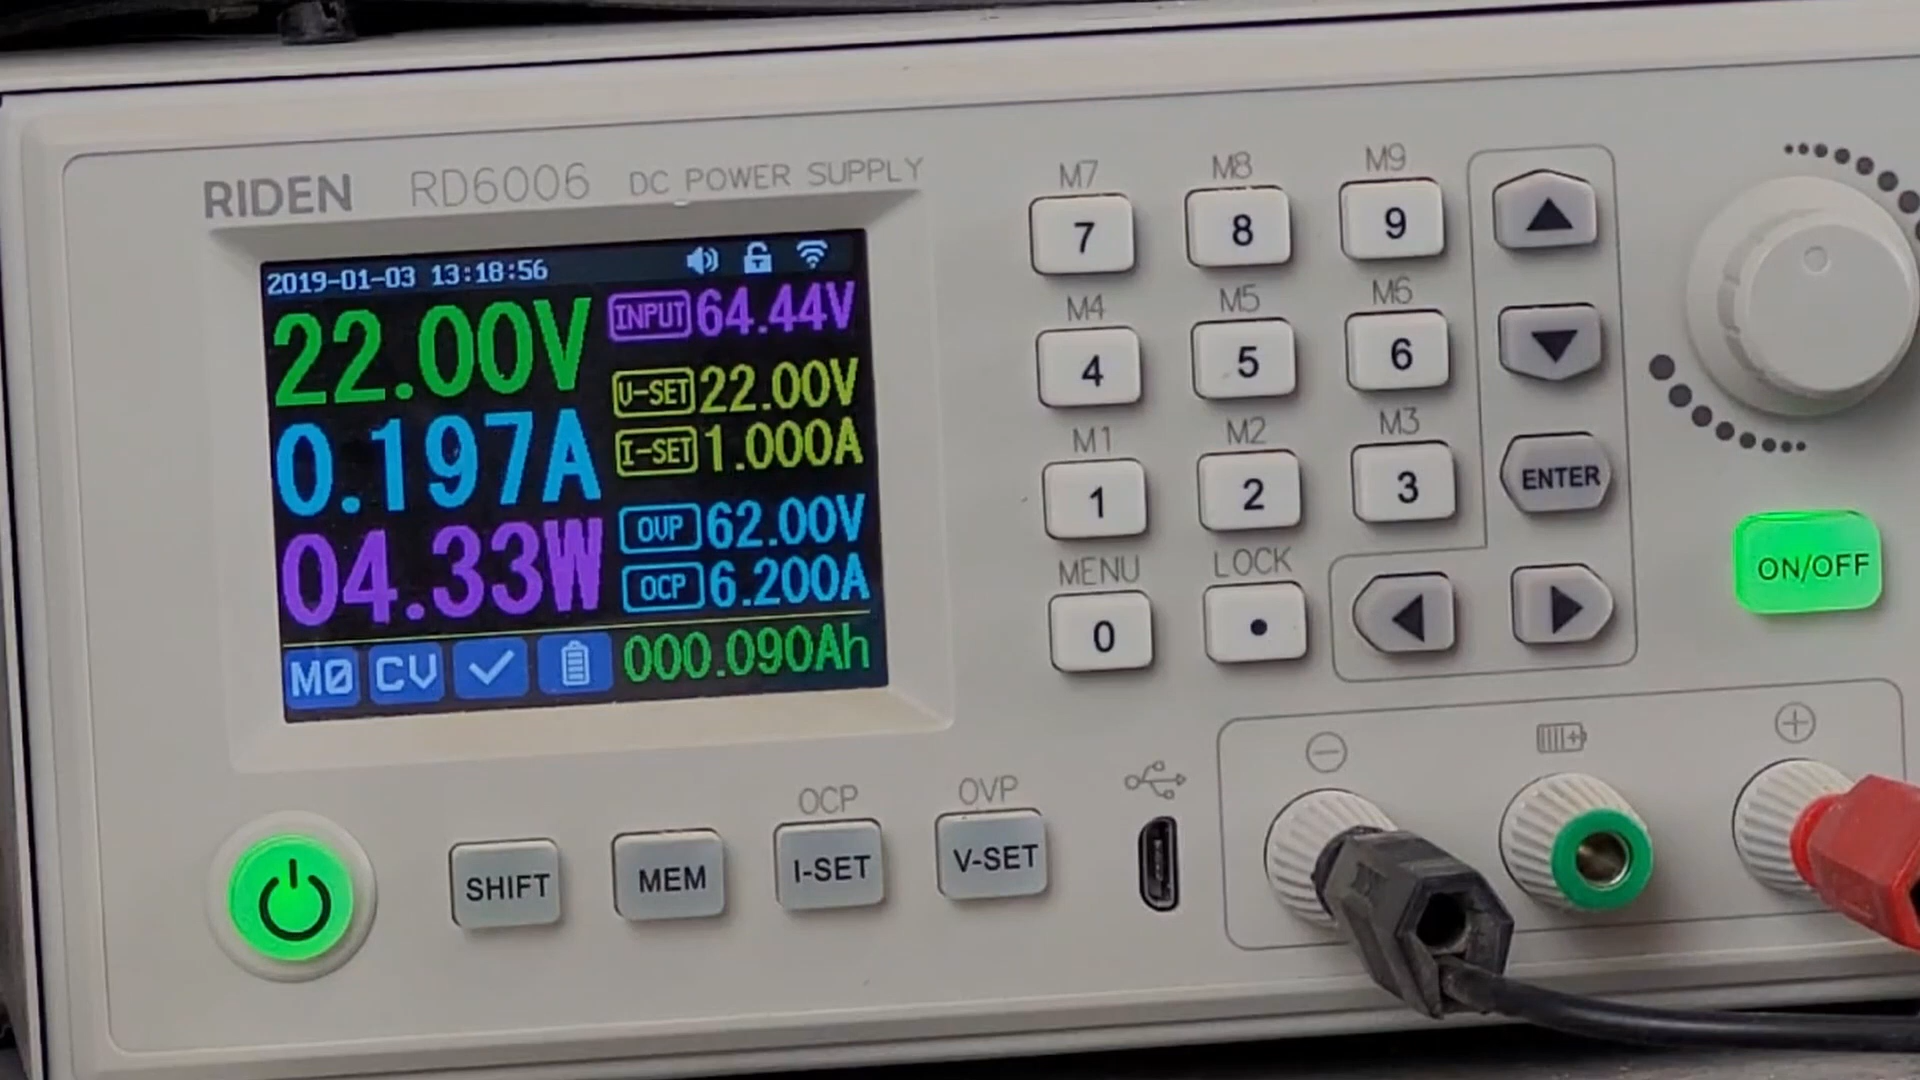 RIDEN RD6006 DC POWER SUPPLY
2019-01-03 13:18:56
22.00V
0.197A
04.33W
INPUT 64.44V
V-SET 22.00V
I-SET 1.000A
OVP 62.00V
OCP 6.200A
M0 CV 000.090Ah
M7 M8 M9
7 8 9
M4 M5 M6
4 5 6
M1 M2 M3
1 2 3
MENU LOCK
0 •
ENTER
ON/OFF
OCP OVP
SHIFT MEM I-SET V-SET